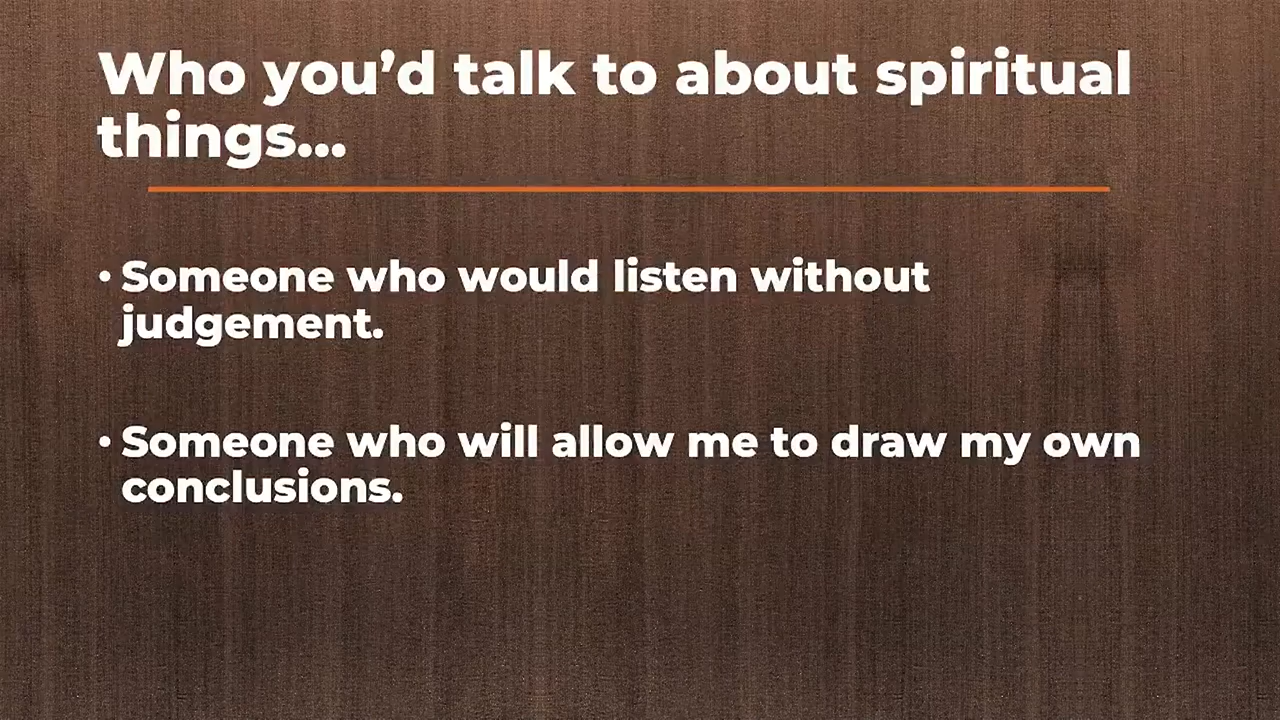 Who you’d talk to about spiritual
things...
• Someone who would listen without
judgement.
• Someone who will allow me to draw my own
conclusions.